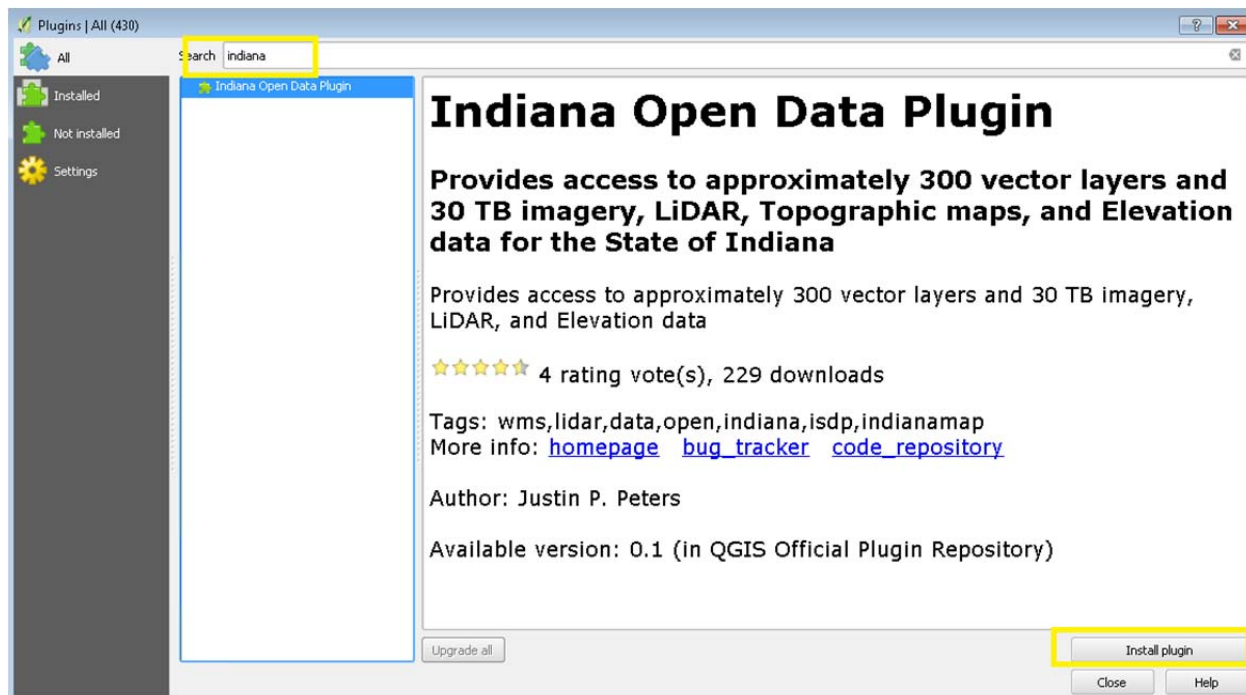 Plugins | All (430)
All
Installed
Not installed
Settings
Search indiana
Indiana Open Data Plugin
Indiana Open Data Plugin
Provides access to approximately 300 vector layers and
30 TB imagery, LiDAR, Topographic maps, and Elevation
data for the State of Indiana
Provides access to approximately 300 vector layers and 30 TB imagery,
LiDAR, and Elevation data
4 rating vote(s), 229 downloads
Tags: wms,lidar,data,open,indiana,isdp,indianamap
More info: homepage bug_tracker code_repository
Author: Justin P. Peters
Available version: 0.1 (in QGIS Official Plugin Repository)
Upgrade all
Install plugin
Close Help